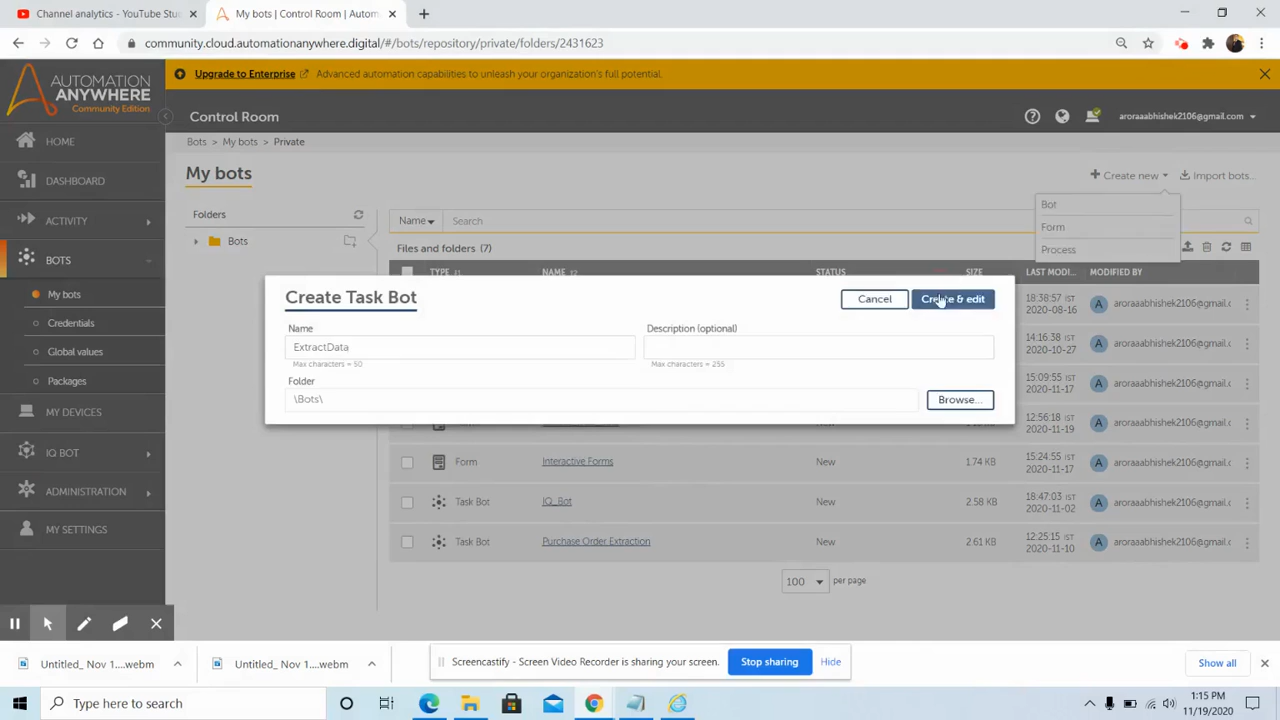 Channel analytics - YouTube Stu
My bots | Control Room | Autom
community.cloud.automationanywhere.digital/#/bots/repository/private/folders/2431623
AUTOMATION
ANYWHERE
Community Edition
Upgrade to Enterprise
Advanced automation capabilities to unleash your organization's full potential.
Control Room
aroraaabhishek2106@gmail.com
Bots > My bots > Private
My bots
Create new
Import bots...
HOME
DASHBOARD
ACTIVITY
BOTS
My bots
Credentials
Global values
Packages
MY DEVICES
IQ BOT
ADMINISTRATION
MY SETTINGS
Folders
Bots
Name
Search
Bot
Form
Process
Files and folders (7)
TYPE
NAME
STATUS
SIZE
LAST MODI...
MODIFIED BY
Create Task Bot
Cancel
Create & edit
Name
Description (optional)
ExtractData
Max characters = 50
Max characters = 255
Folder
\Bots\
Browse...
18:38:57 IST
2020-08-16
A
aroraaabhishek2106@gmail.c
14:16:38 IST
2020-10-27
A
aroraaabhishek2106@gmail.c
15:09:55 IST
2020-11-17
A
aroraaabhishek2106@gmail.c
12:56:18 IST
2020-11-19
A
aroraaabhishek2106@gmail.c
Form
Interactive Forms
New
1.74 KB
15:24:55 IST
2020-11-17
A
aroraaabhishek2106@gmail.c
Task Bot
IQ_Bot
New
2.58 KB
18:47:03 IST
2020-11-02
A
aroraaabhishek2106@gmail.c
Task Bot
Purchase Order Extraction
New
2.61 KB
12:25:15 IST
2020-11-10
A
aroraaabhishek2106@gmail.c
100
per page
Untitled_ Nov 1....webm
Untitled_ Nov 1....webm
Screencastify - Screen Video Recorder is sharing your screen.
Stop sharing
Hide
Show all
Type here to search
1:15 PM
11/19/2020